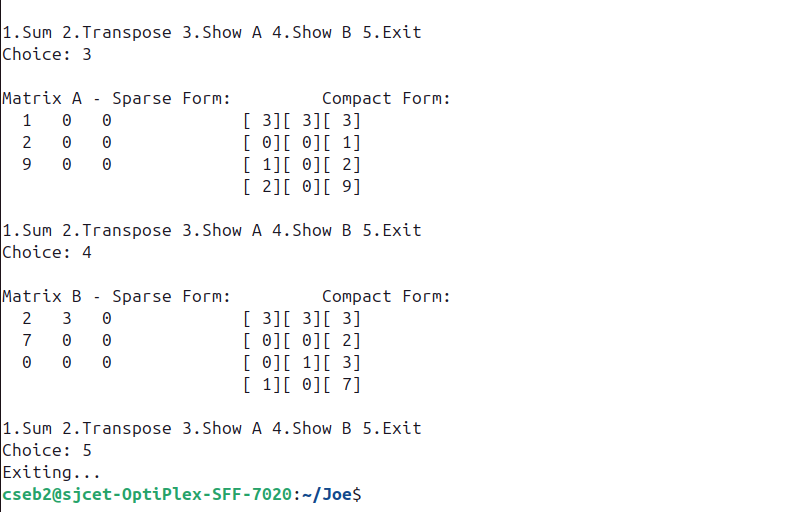 1.Sum 2.Transpose 3.Show A 4.Show B 5.Exit
Choice: 3
Matrix A - Sparse Form:         Compact Form:
  1   0   0             [ 3][ 3][ 3]
  2   0   0             [ 0][ 0][ 1]
  9   0   0             [ 1][ 0][ 2]
                        [ 2][ 0][ 9]
1.Sum 2.Transpose 3.Show A 4.Show B 5.Exit
Choice: 4
Matrix B - Sparse Form:         Compact Form:
  2   3   0             [ 3][ 3][ 3]
  7   0   0             [ 0][ 0][ 2]
  0   0   0             [ 0][ 1][ 3]
                        [ 1][ 0][ 7]
1.Sum 2.Transpose 3.Show A 4.Show B 5.Exit
Choice: 5
Exiting...
cseb2@sjcet-OptiPlex-SFF-7020:~/Joe$